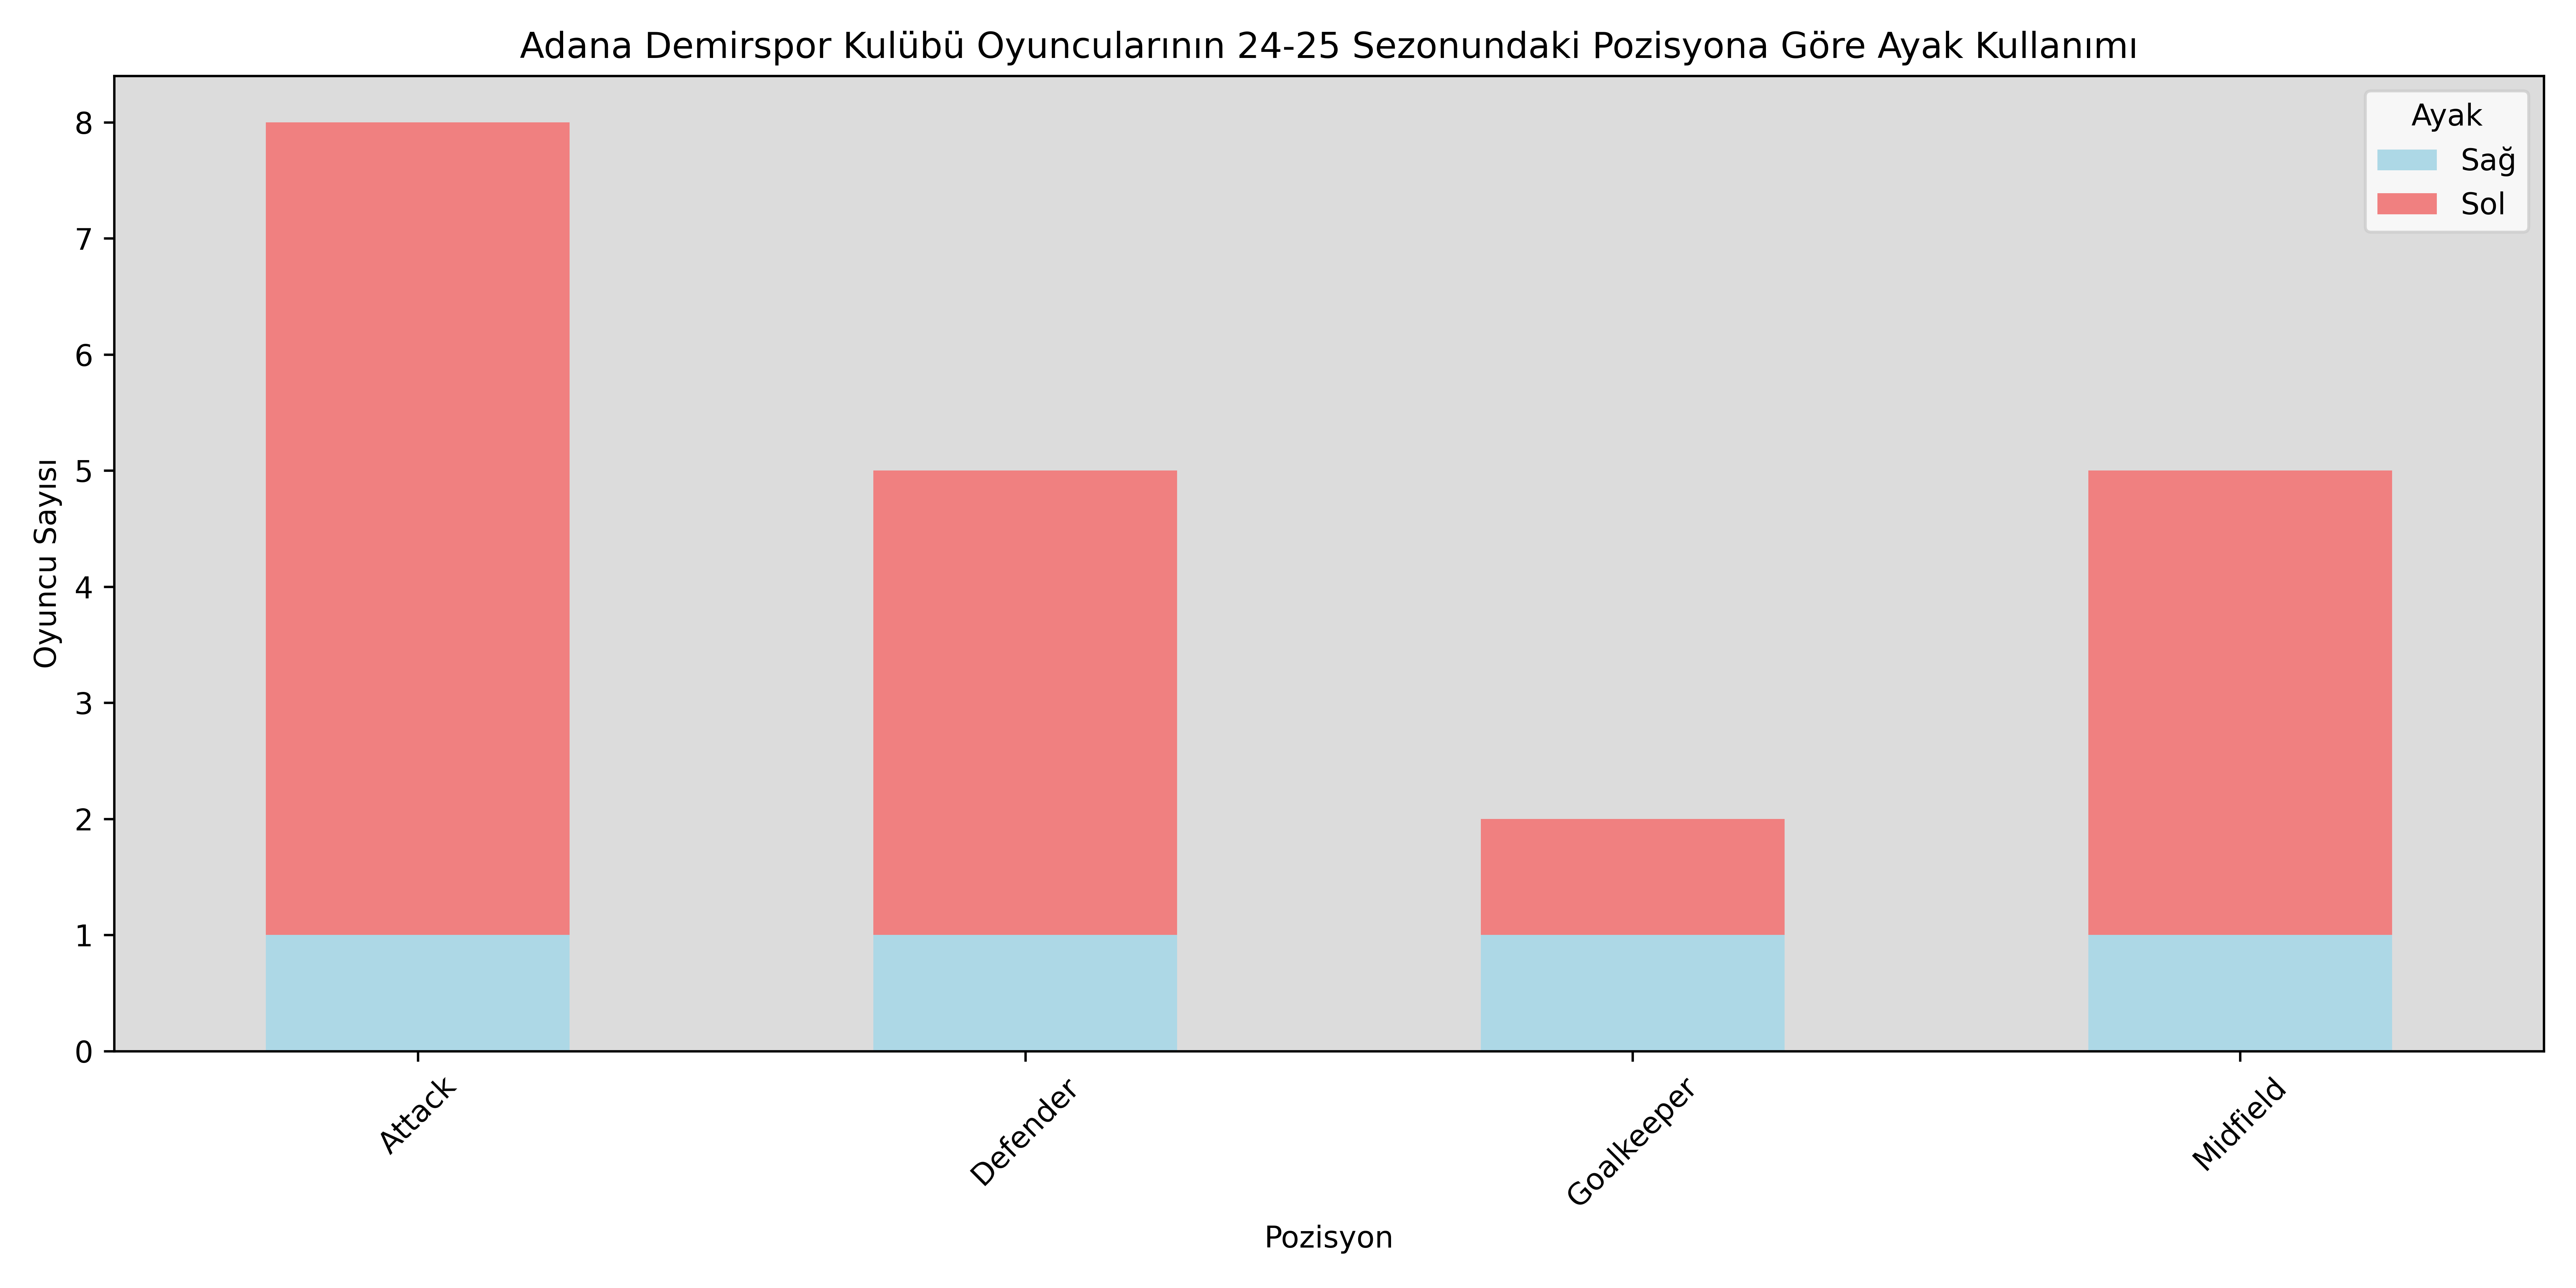 Adana Demirspor Kulübü Oyuncularının 24-25 Sezonundaki Pozisyona Göre Ayak Kullanımı
Ayak
Sağ
Sol
Oyuncu Sayısı
8
7
6
5
4
3
2
1
0
Attack
Defender
Goalkeeper
Midfield
Pozisyon